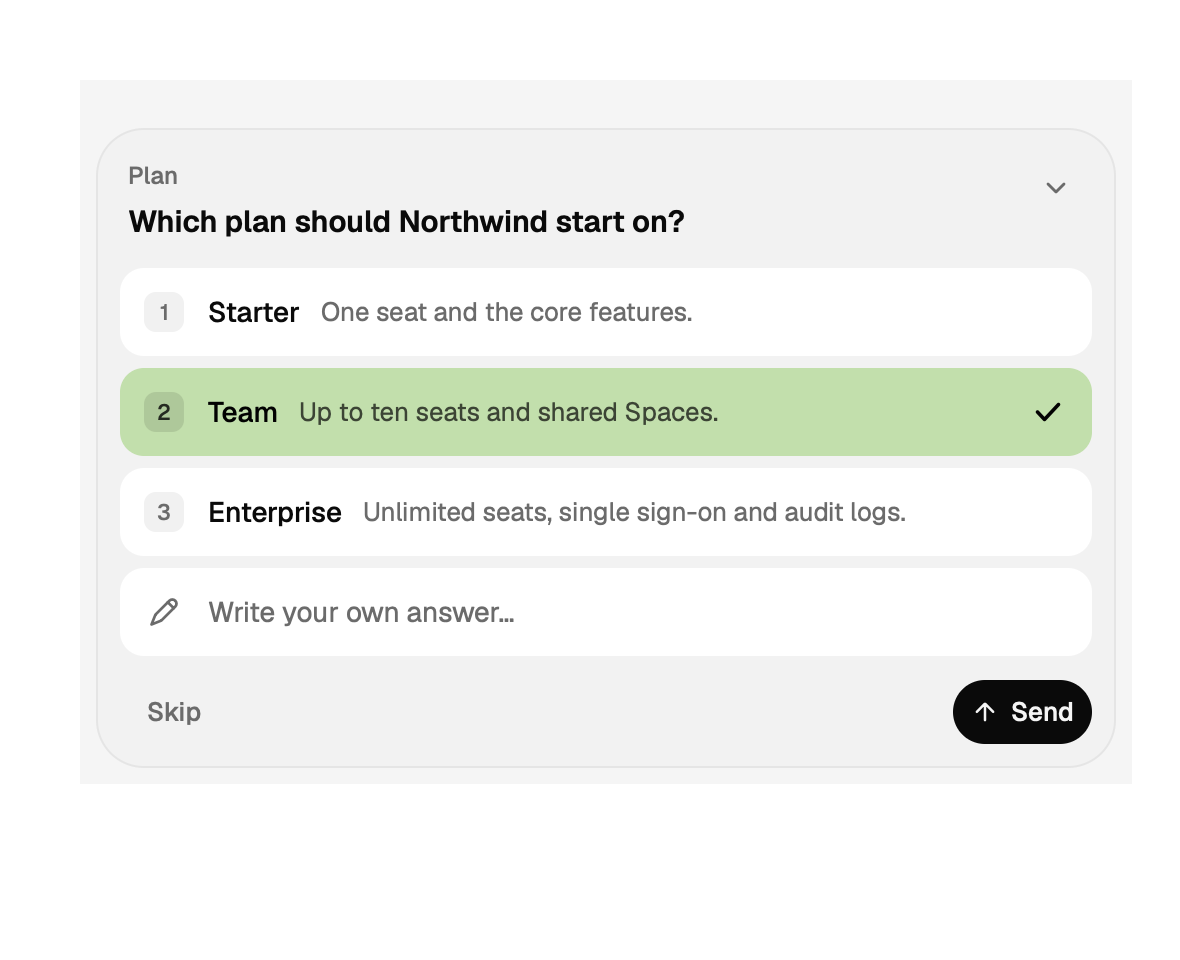 Plan
Which plan should Northwind start on?
1 Starter One seat and the core features.
2 Team Up to ten seats and shared Spaces.
3 Enterprise Unlimited seats, single sign-on and audit logs.
Write your own answer...
Skip Send